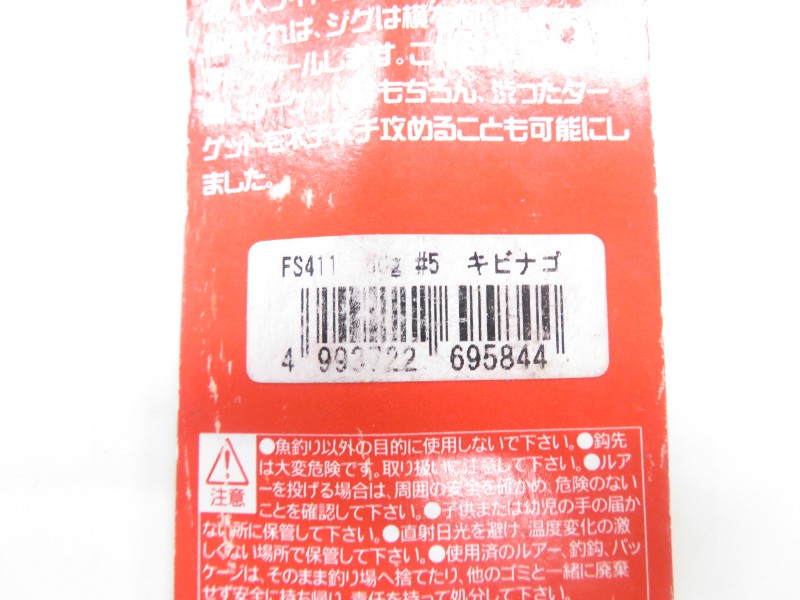 ば、ジグは横
ールします。こ
もちろん、渋ったター
ゲットをネチネチ攻めることも可能にし
ました。
FS411 #5 キビナゴ
4 993722 695844
●魚釣り以外の目的に使用しないで下さい。●鈎先
は大変危険です。取り扱いに注意して下さい。●ルア
注意
ーを投げる場合は、周囲の安全を確かめ、危険のない
ことを確認して下さい。●子供または幼児の手の届か
ない所に保管して下さい。●直射日光を避け、温度変化の激
しくない場所で保管して下さい。●使用済のルアー、釣鈎、パッ
ケージは、そのまま釣り場へ捨てたり、他のゴミと一緒に廃棄
せず安全に持ち帰り、責任を持って処分して下さい。